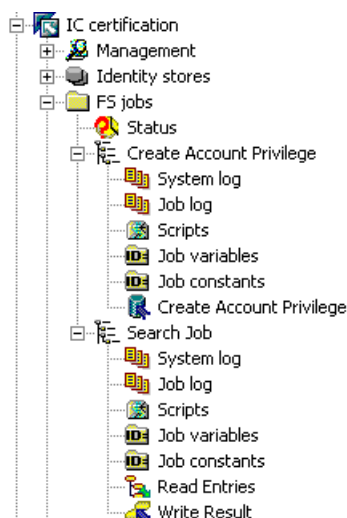 IC certification
Management
Identity stores
FS jobs
Status
Create Account Privilege
System log
Job log
Scripts
Job variables
Job constants
Create Account Privilege
Search Job
System log
Job log
Scripts
Job variables
Job constants
Read Entries
Write Result